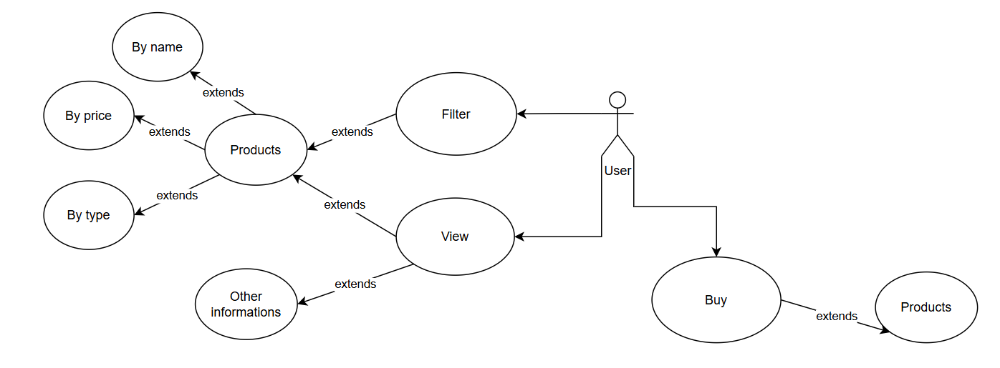 By name
extends
By price
extends
Products
extends
Filter
By type
extends
extends
View
User
Other
informations
extends
Buy
extends
Products